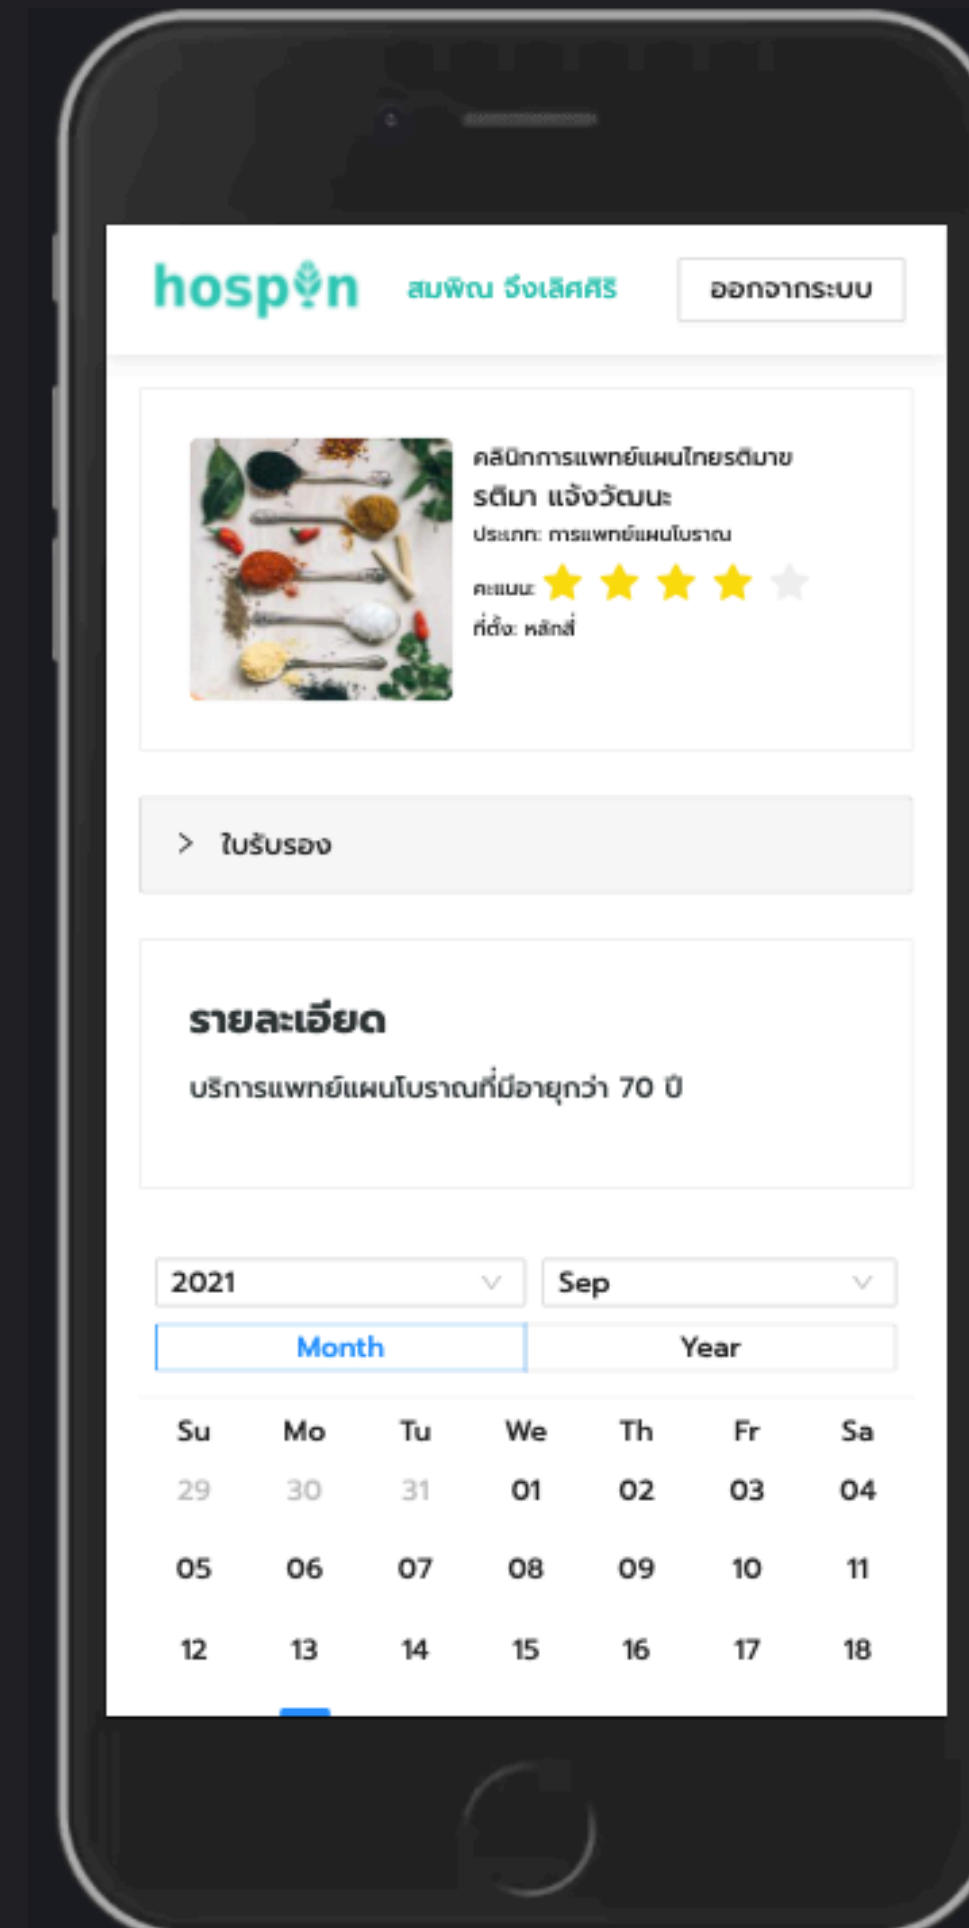 hospin สมพิณ จึงเลิศศิริ ออกจากระบบ
คลินิกการแพทย์แผนไทยรติมาข
รติมา แจ้งวัฒนะ
ประเภท: การแพทย์แผนโบราณ
คะแนน:
ที่ตั้ง: หลักสี่
> ใบรับรอง
รายละเอียด
บริการแพทย์แผนโบราณที่มีอายุกว่า 70 ปี
2021 Sep
Month Year
Su Mo Tu We Th Fr Sa
29 30 31 01 02 03 04
05 06 07 08 09 10 11
12 13 14 15 16 17 18